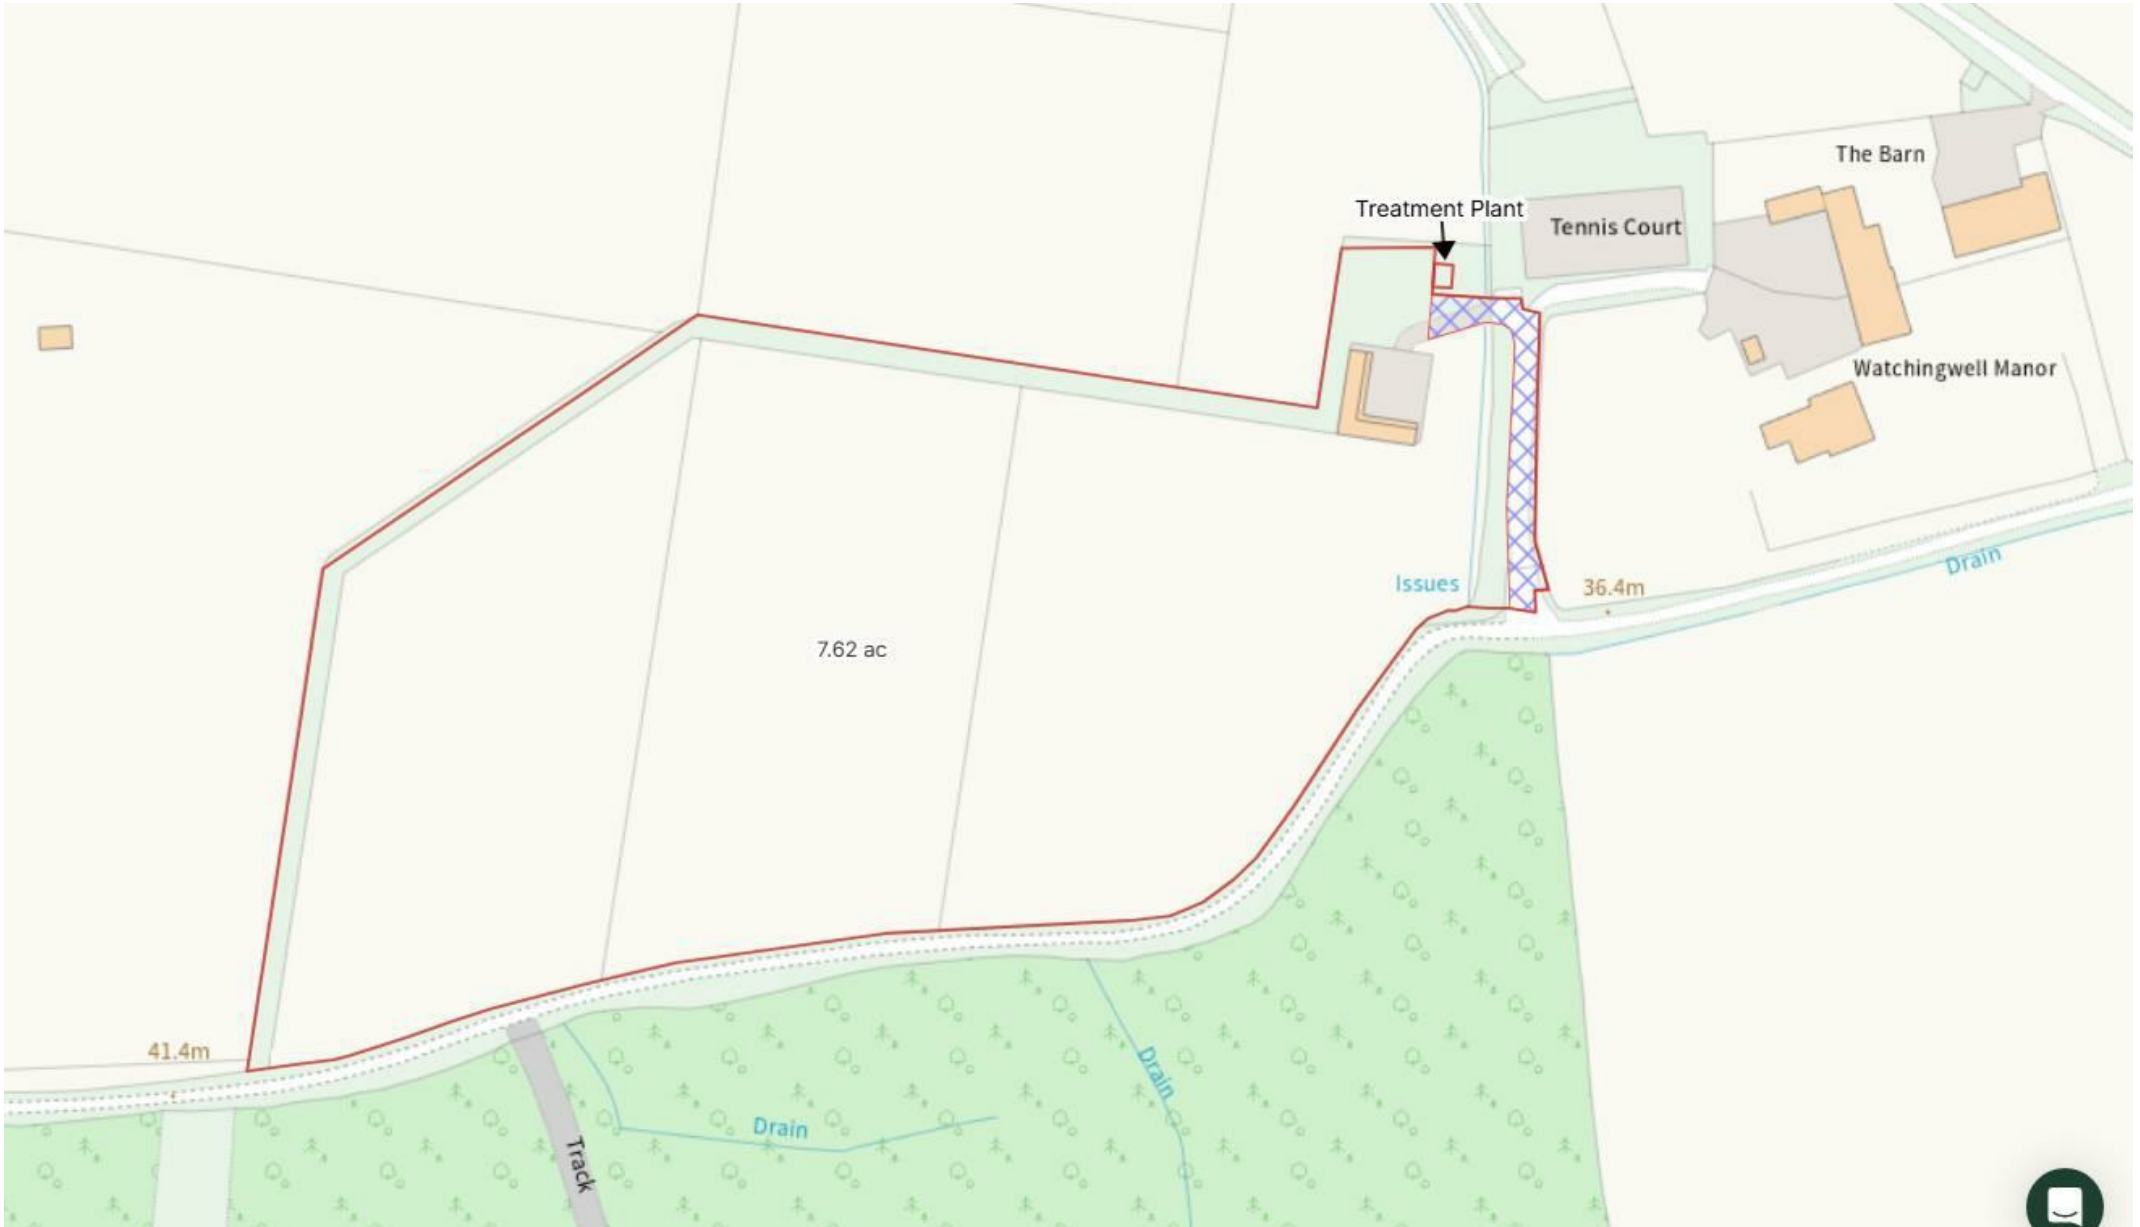 The Barn
Treatment Plant
Tennis Court
Watchingwell Manor
Issues
36.4m
Drain
7.62 ac
41.4m
Drain
Drain
Track